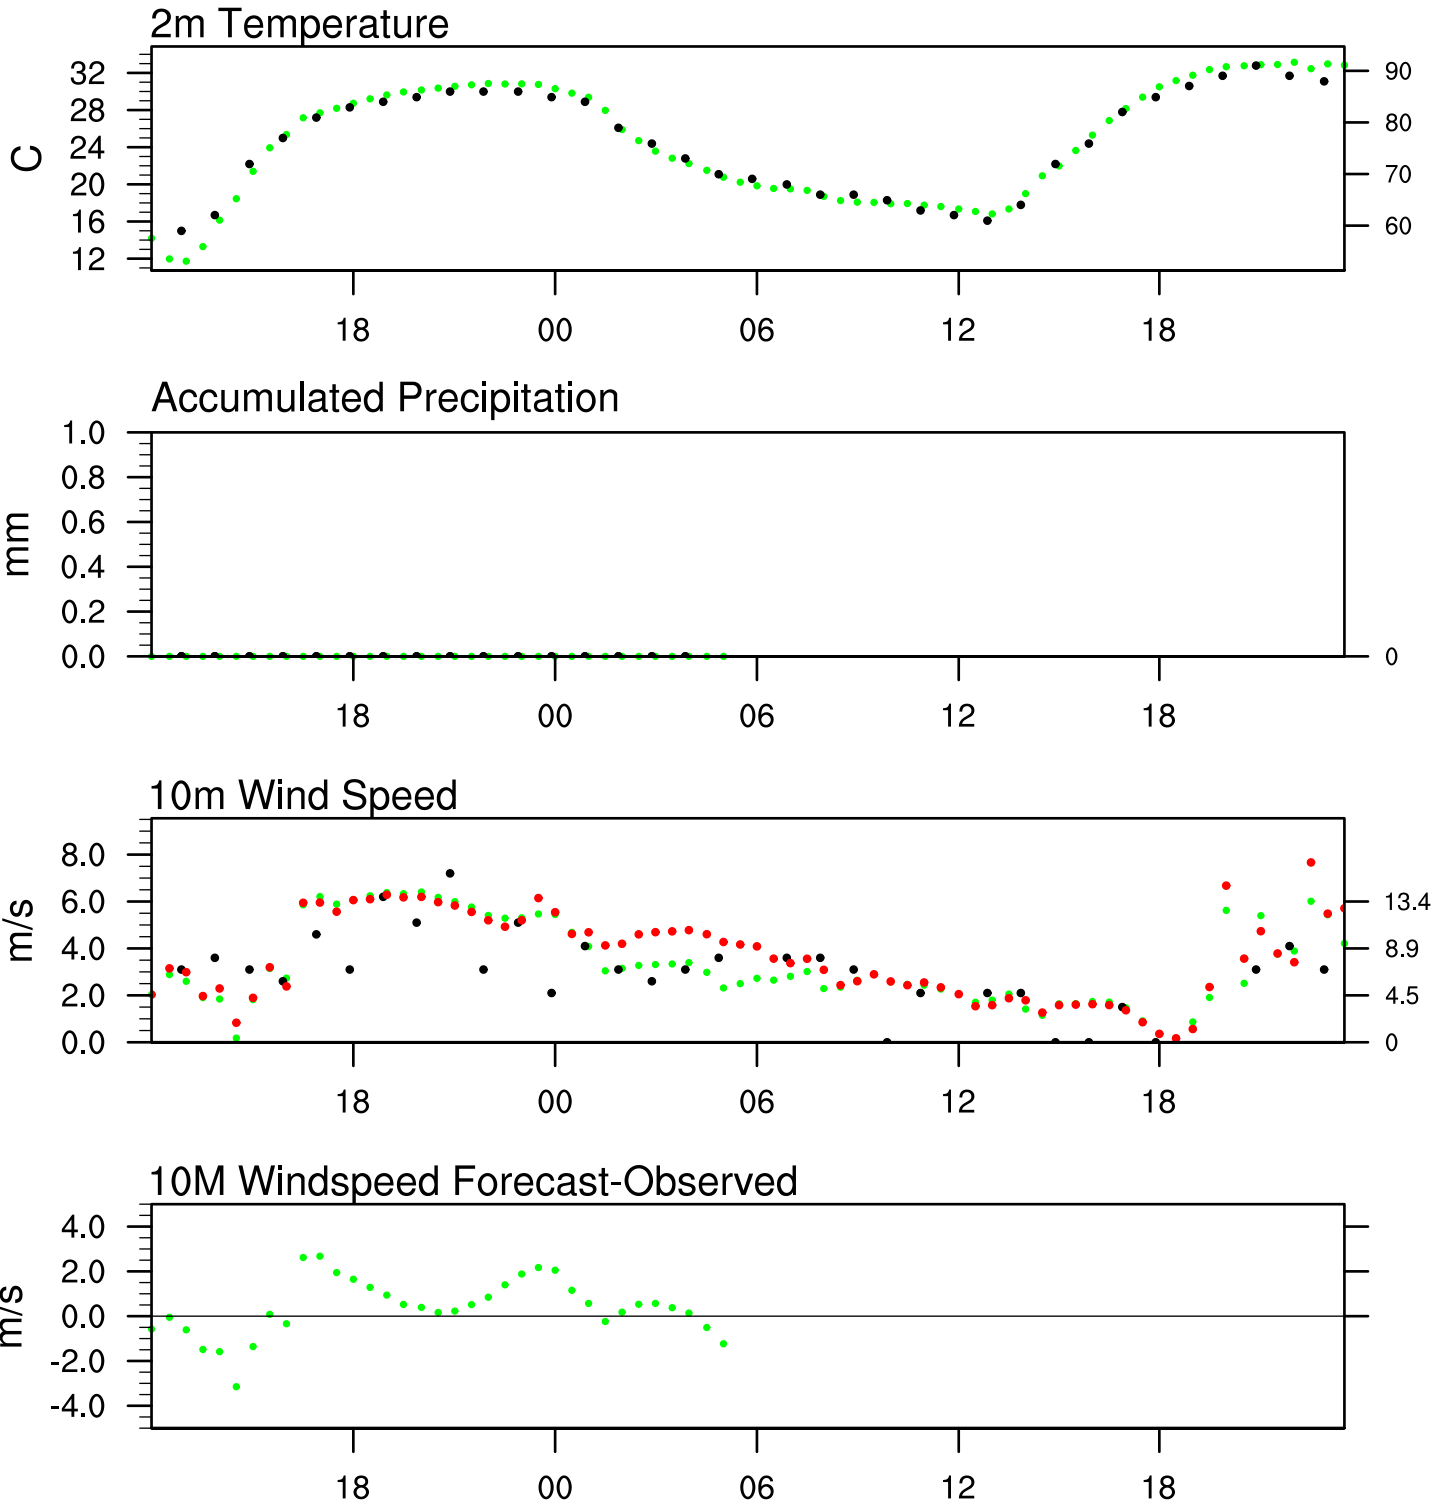 2m Temperature
32
28
24
20
16
12
C
90
80
70
60
18 00 06 12 18
Accumulated Precipitation
1.0
0.8
0.6
0.4
0.2
0.0
mm
0
18 00 06 12 18
10m Wind Speed
8.0
6.0
4.0
2.0
0.0
m/s
13.4
8.9
4.5
0
18 00 06 12 18
10M Windspeed Forecast-Observed
4.0
2.0
0.0
-2.0
-4.0
m/s
18 00 06 12 18